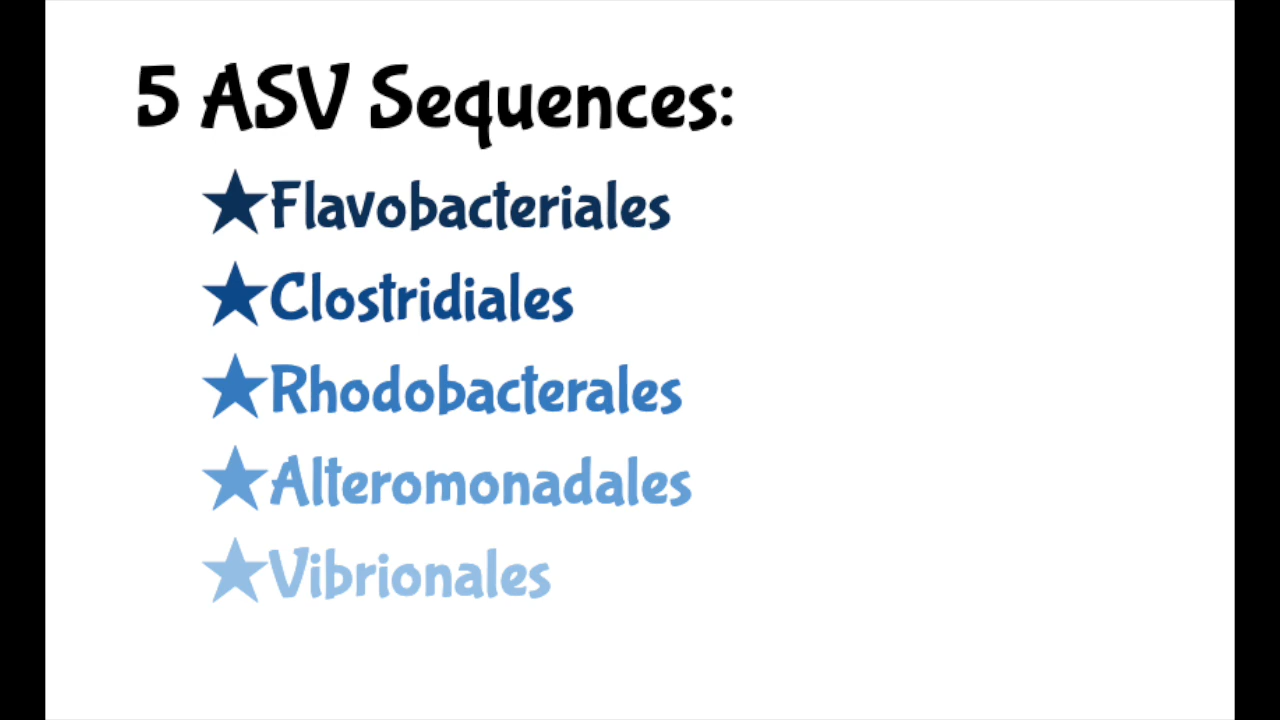 5 ASV Sequences:
★Flavobacteriales
★Clostridiales
★Rhodobacterales
★Alteromonadales
★Vibrionales